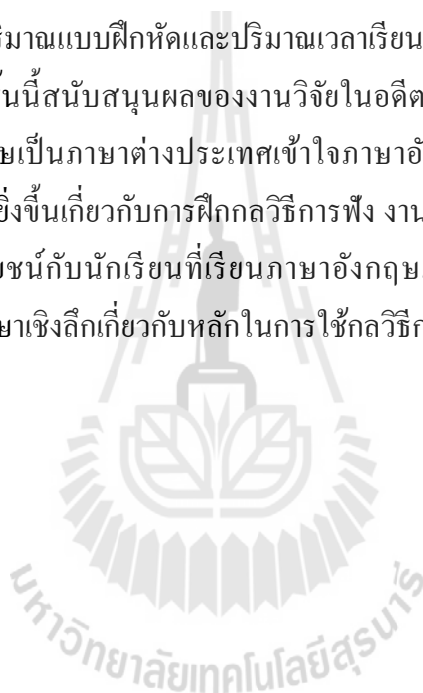 ริมาณแบบฝึกหัดและปริมาณเวลาเรียน
ั้นนี้สนับสนุนผลของงานวิจัยในอดีต
ษเป็นภาษาต่างประเทศเข้าใจภาษาอั
ยิ่งขึ้นเกี่ยวกับการฝึกกลวิธีการฟัง งาน
ยชน์กับนักเรียนที่เรียนภาษาอังกฤษ
ษาเชิงลึกเกี่ยวกับหลักในการใช้กลวิธีก
มหาวิทยาลัยเทคโนโลยีสุรนารี